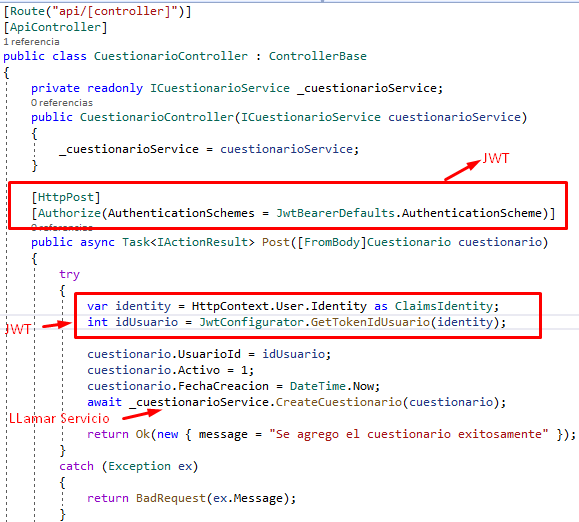 [Route("api/[controller]")]
[ApiController]
1 referencia
public class CuestionarioController : ControllerBase
{
private readonly ICuestionarioService _cuestionarioService;
0 referencias
public CuestionarioController(ICuestionarioService cuestionarioService)
{
_cuestionarioService = cuestionarioService;
}
JWT
[HttpPost]
[Authorize(AuthenticationSchemes = JwtBearerDefaults.AuthenticationScheme)]
0 referencias
public async Task<IActionResult> Post([FromBody]Cuestionario cuestionario)
{
try
{
var identity = HttpContext.User.Identity as ClaimsIdentity;
JWT int idUsuario = JwtConfigurator.GetTokenIdUsuario(identity);
cuestionario.UsuarioId = idUsuario;
cuestionario.Activo = 1;
cuestionario.FechaCreacion = DateTime.Now;
await _cuestionarioService.CreateCuestionario(cuestionario);
LLamar Servicio
return Ok(new { message = "Se agrego el cuestionario exitosamente" });
}
catch (Exception ex)
{
return BadRequest(ex.Message);
}